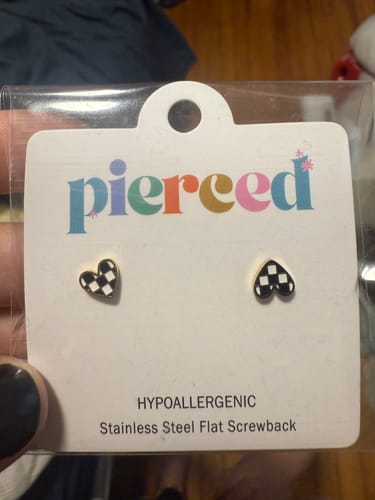 pierced
HYPOALLERGENIC
Stainless Steel Flat Screwback